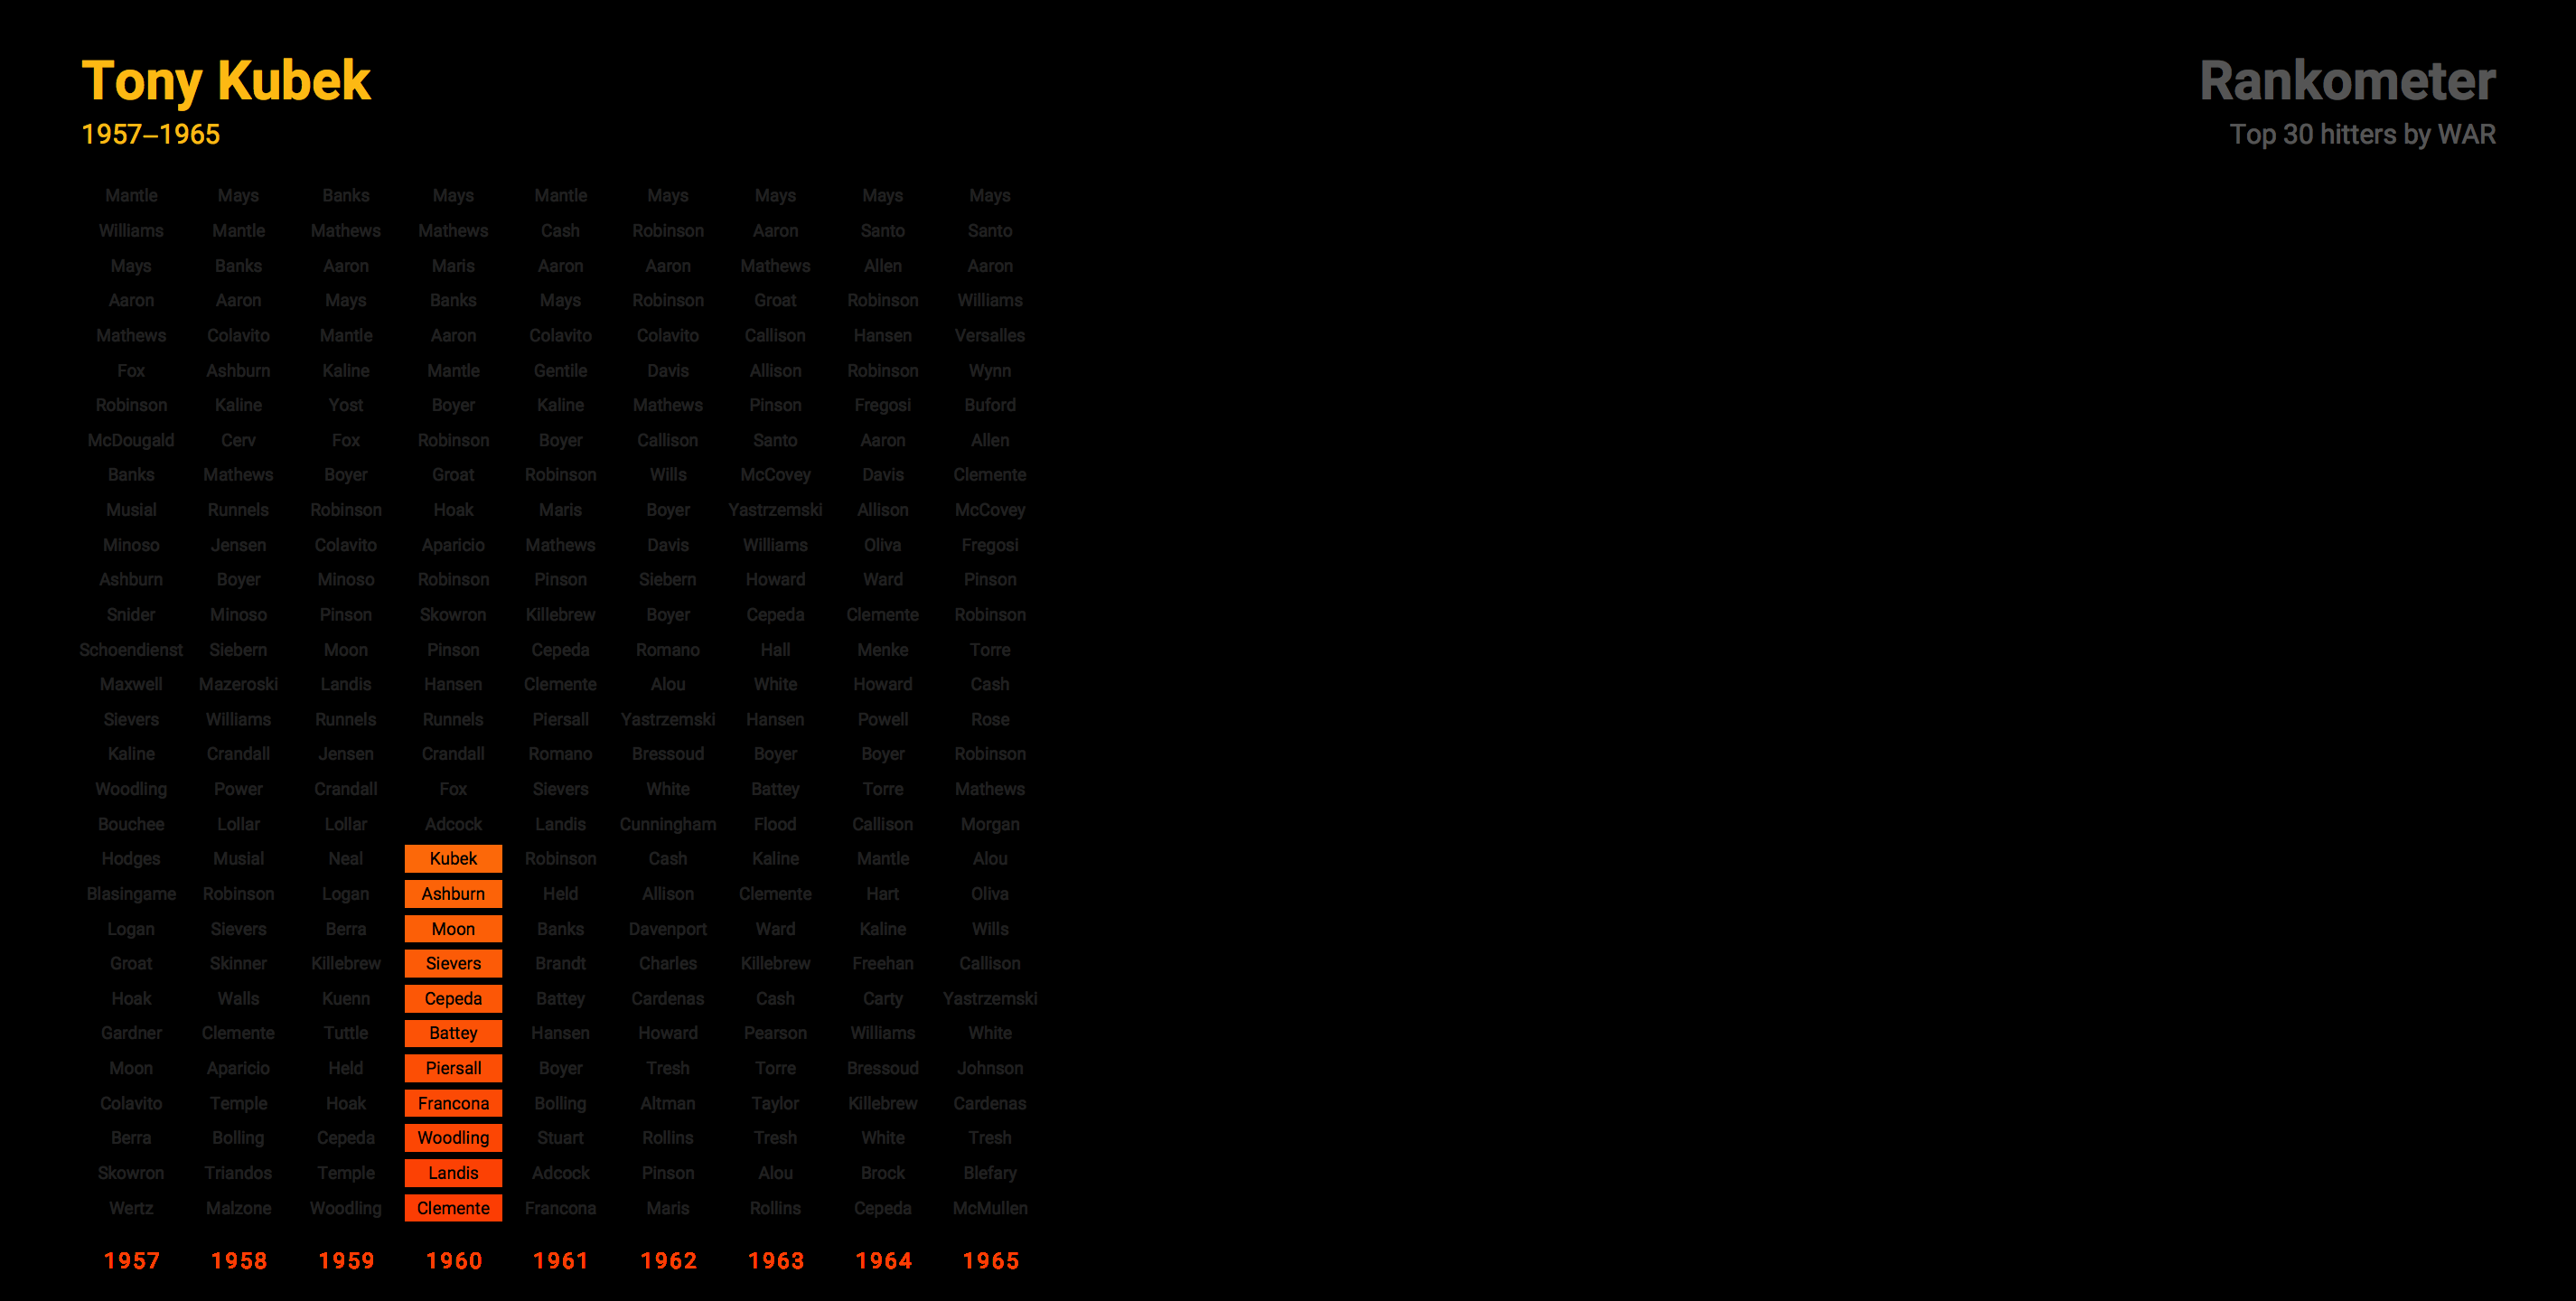 Tony Kubek
1957–1965
Rankometer
Top 30 hitters by WAR
Mantle Mays Banks Mays Mantle Mays Mays Mays Mays
Williams Mantle Mathews Mathews Cash Robinson Aaron Santo Santo
Mays Banks Aaron Maris Aaron Aaron Mathews Allen Aaron
Aaron Aaron Mays Banks Mays Robinson Groat Robinson Williams
Mathews Colavito Mantle Aaron Colavito Colavito Callison Hansen Versalles
Fox Ashburn Kaline Mantle Gentile Davis Allison Robinson Wynn
Robinson Kaline Yost Boyer Kaline Mathews Pinson Fregosi Buford
McDougald Cerv Fox Robinson Boyer Callison Santo Aaron Allen
Banks Mathews Boyer Groat Robinson Wills McCovey Davis Clemente
Musial Runnels Robinson Hoak Maris Boyer Yastrzemski Allison McCovey
Minoso Jensen Colavito Aparicio Mathews Davis Williams Oliva Fregosi
Ashburn Boyer Minoso Robinson Pinson Siebern Howard Ward Pinson
Snider Minoso Pinson Skowron Killebrew Boyer Cepeda Clemente Robinson
Schoendienst Siebern Moon Pinson Cepeda Romano Hall Menke Torre
Maxwell Mazeroski Landis Hansen Clemente Alou White Howard Cash
Sievers Williams Runnels Runnels Piersall Yastrzemski Hansen Powell Rose
Kaline Crandall Jensen Crandall Romano Bressoud Boyer Boyer Robinson
Woodling Power Crandall Fox Sievers White Battey Torre Mathews
Bouchee Lollar Lollar Adcock Landis Cunningham Flood Callison Morgan
Hodges Musial Neal Kubek Robinson Cash Kaline Mantle Alou
Blasingame Robinson Logan Ashburn Held Allison Clemente Hart Oliva
Logan Sievers Berra Moon Banks Davenport Ward Kaline Wills
Groat Skinner Killebrew Sievers Brandt Charles Killebrew Freehan Callison
Hoak Walls Kuenn Cepeda Battey Cardenas Cash Carty Yastrzemski
Gardner Clemente Tuttle Battey Hansen Howard Pearson Williams White
Moon Aparicio Held Piersall Boyer Tresh Torre Bressoud Johnson
Colavito Temple Hoak Francona Bolling Altman Taylor Killebrew Cardenas
Berra Bolling Cepeda Woodling Stuart Rollins Tresh White Tresh
Skowron Triandos Temple Landis Adcock Pinson Alou Brock Blefary
Wertz Malzone Woodling Clemente Francona Maris Rollins Cepeda McMullen
1957 1958 1959 1960 1961 1962 1963 1964 1965